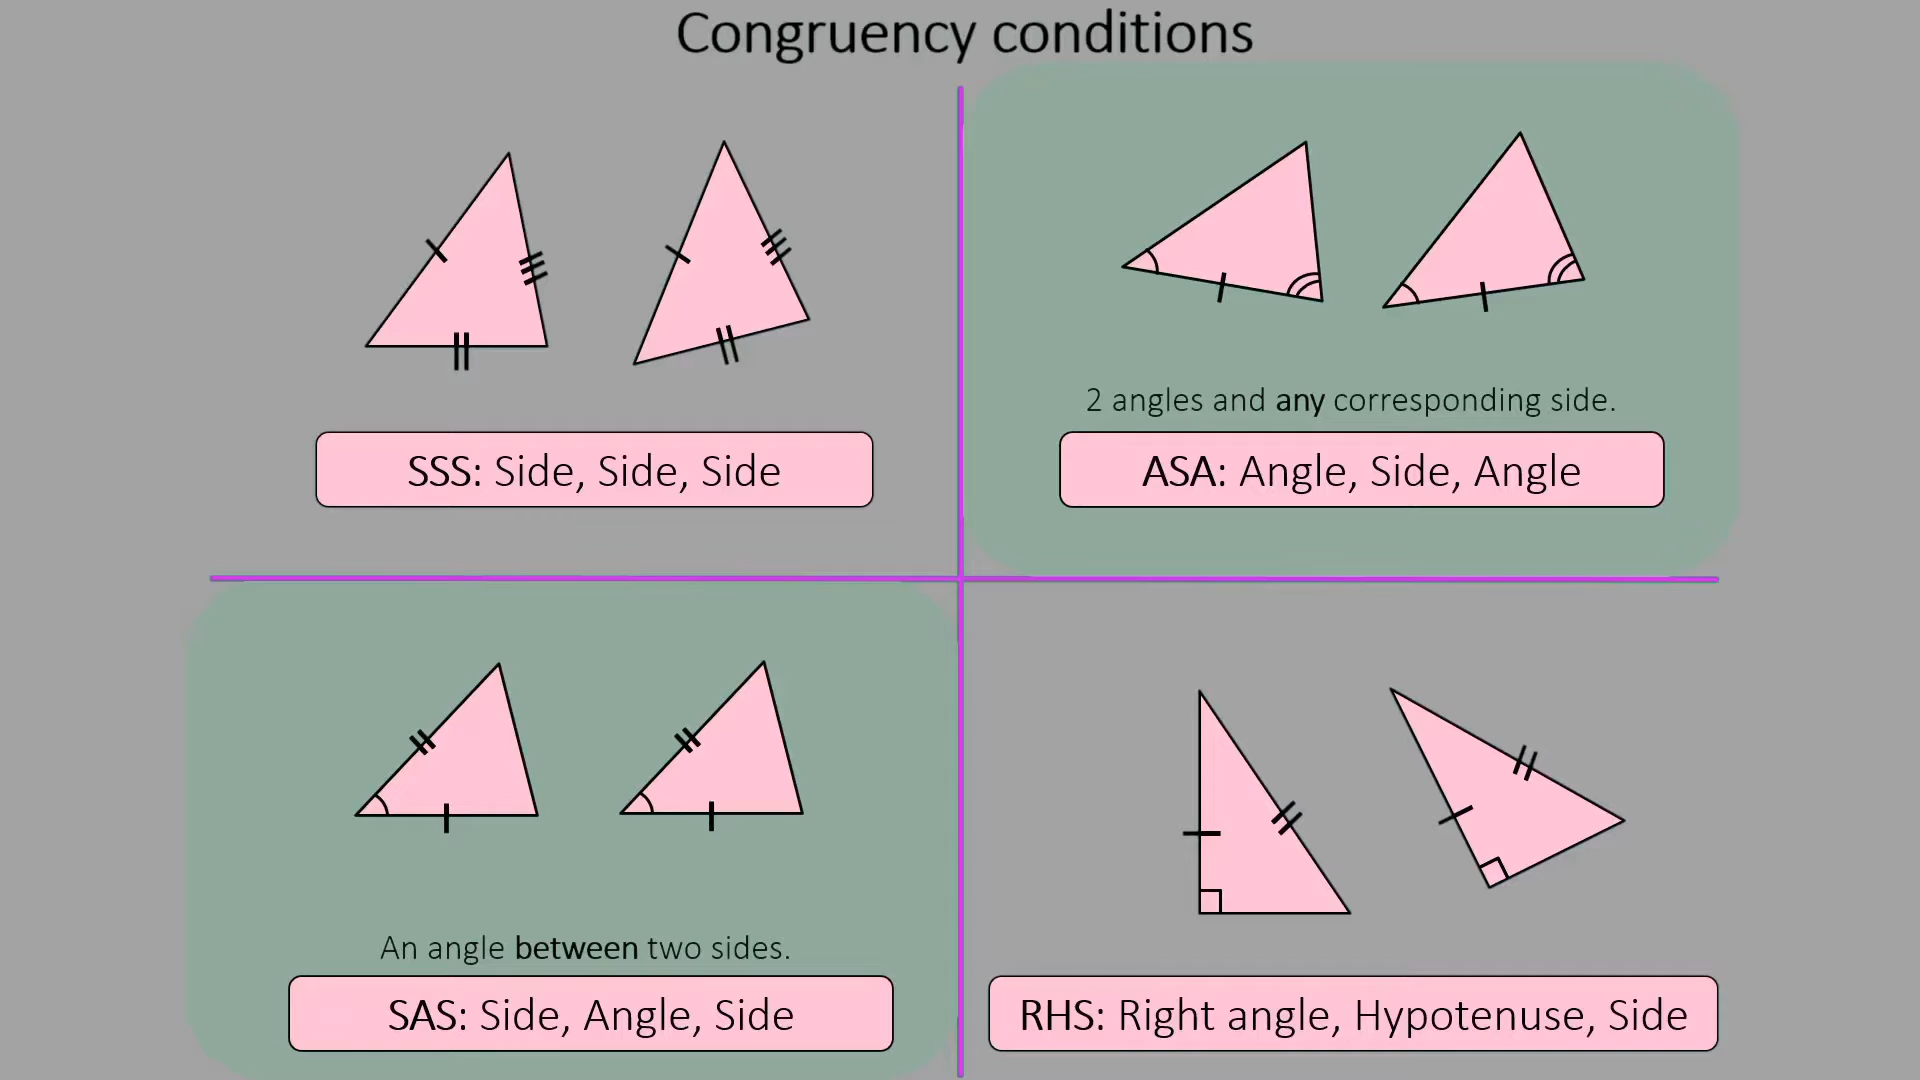 Congruency conditions
SSS: Side, Side, Side
2 angles and any corresponding side.
ASA: Angle, Side, Angle
An angle between two sides.
SAS: Side, Angle, Side
RHS: Right angle, Hypotenuse, Side